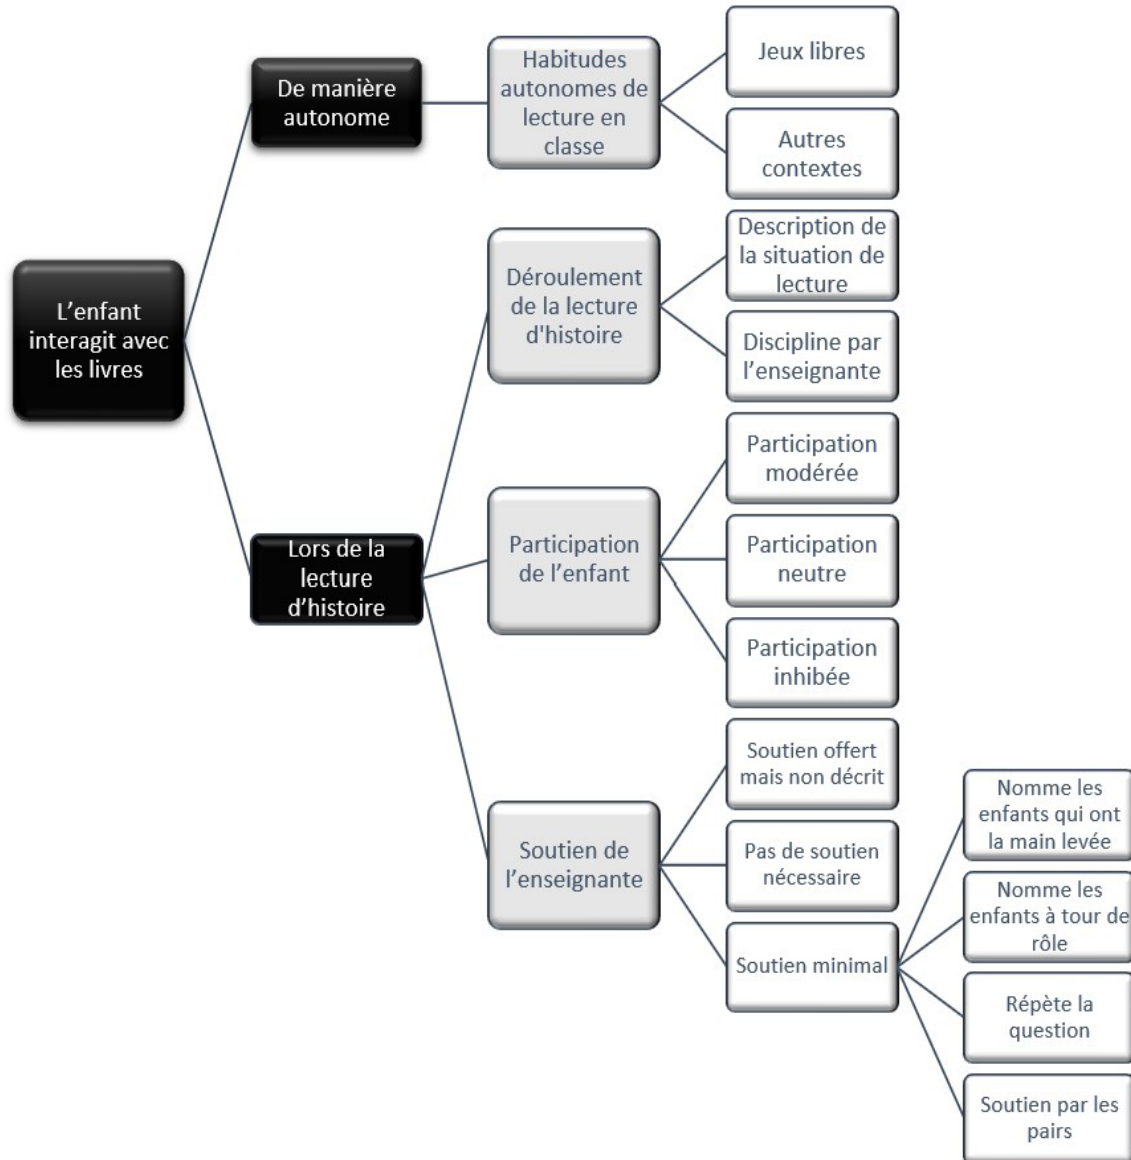 L’enfant
interagit avec
les livres
De manière
autonome
Habitudes
autonomes de
lecture en
classe
Jeux libres
Autres
contextes
Lors de la
lecture
d’histoire
Déroulement
de la lecture
d'histoire
Description de
la situation de
lecture
Discipline par
l’enseignante
Participation
de l’enfant
Participation
modérée
Participation
neutre
Participation
inhibée
Soutien de
l’enseignante
Soutien offert
mais non décrit
Pas de soutien
nécessaire
Soutien minimal
Nomme les
enfants qui ont
la main levée
Nomme les
enfants à tour de
rôle
Répète la
question
Soutien par les
pairs